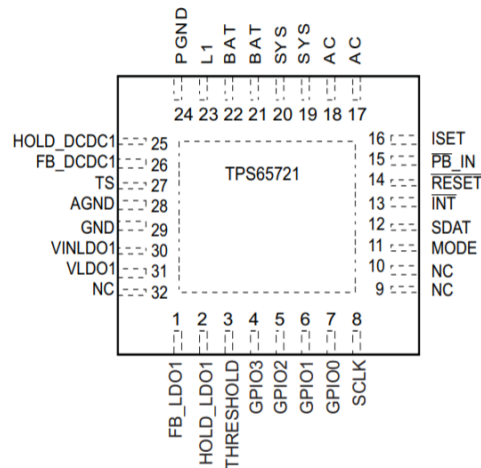 PGND L1 BAT BAT SYS SYS AC AC
24 23 22 21 20 19 18 17
HOLD_DCDC1 25
FB_DCDC1 26
TS 27
AGND 28
GND 29
VINLDO1 30
VLDO1 31
NC 32
TPS65721
16 ISET
15 PB_IN
14 RESET
13 INT
12 SDAT
11 MODE
10 NC
9 NC
1 2 3 4 5 6 7 8
FB_LDO1 HOLD_LDO1 THRESHOLD GPIO3 GPIO2 GPIO1 GPIO0 SCLK